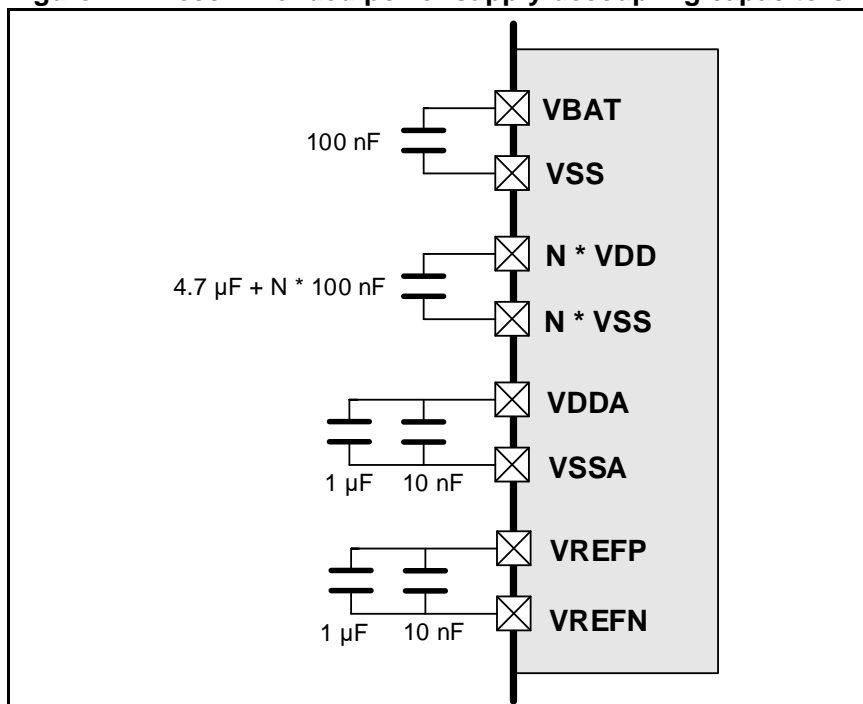 100 nF
VBAT
VSS
4.7 µF + N * 100 nF
N * VDD
N * VSS
VDDA
VSSA
1 µF 10 nF
VREFP
VREFN
1 µF 10 nF